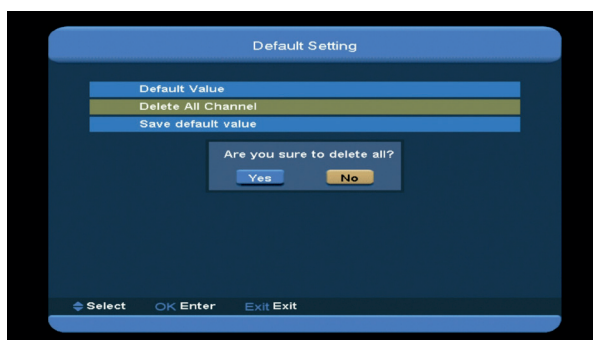 Default Setting
Default Value
Delete All Channel
Save default value
Are you sure to delete all?
Yes No
Select OK Enter Exit Exit